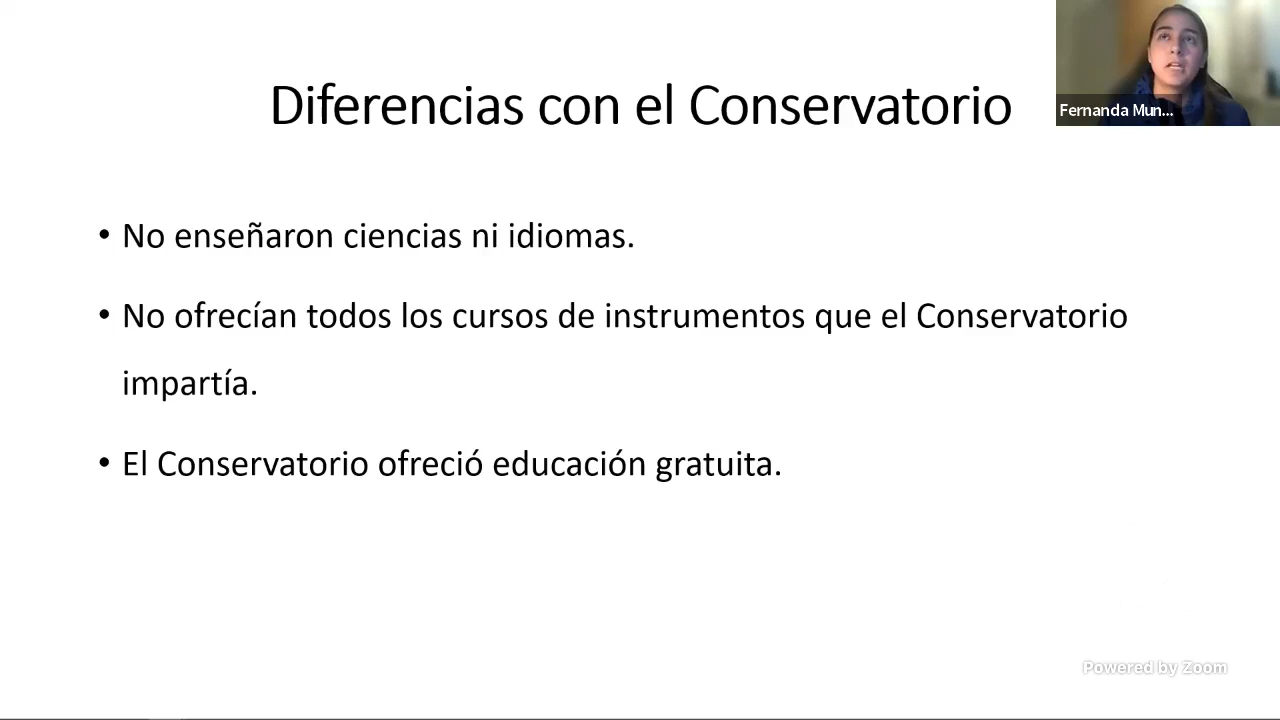 Diferencias con el Conservatorio
Fernanda Mun...
• No enseñaron ciencias ni idiomas.
• No ofrecían todos los cursos de instrumentos que el Conservatorio
impartía.
• El Conservatorio ofreció educación gratuita.
Powered by Zoom